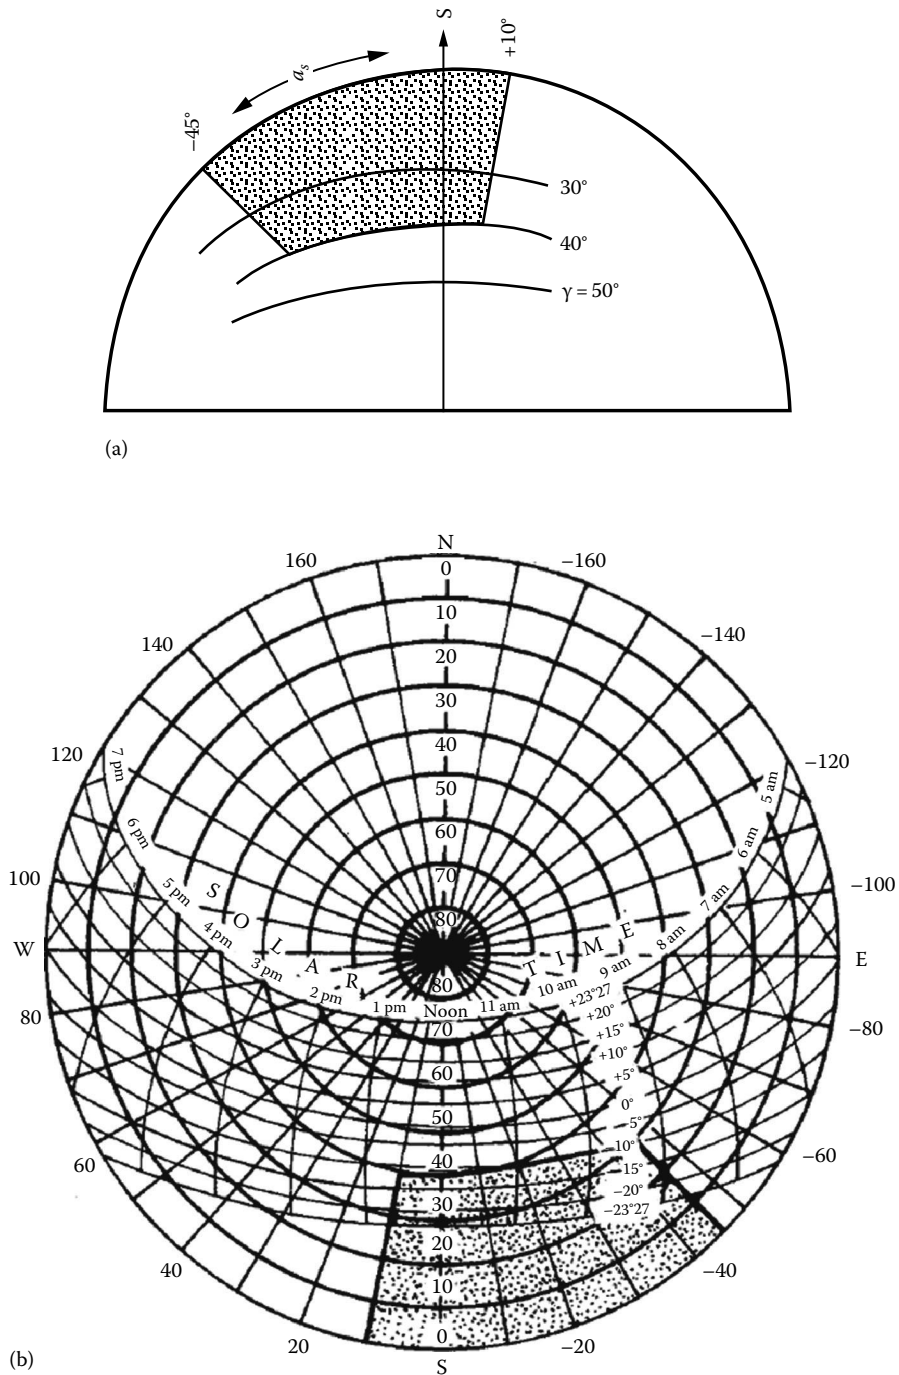 S
+10°
aₛ
−45°
30°
40°
γ = 50°
(a)
N
160
−160
0
10
140
−140
20
30
120
7 pm
40
−120
5 am
50
6 pm
60
6 am
100
5 pm
S
70
7 am
−100
4 pm
O
80
T I M E
8 am
W
L
E
3 pm
A
9 am
2 pm
R
80
10 am
1 pm
Noon
11 am
+23°27
80
70
+20°
−80
+15°
+10°
60
+5°
0°
50
5°
10°
60
40
15°
−60
−20°
30
−23°27
20
40
10
−40
0
20
−20
(b)
S